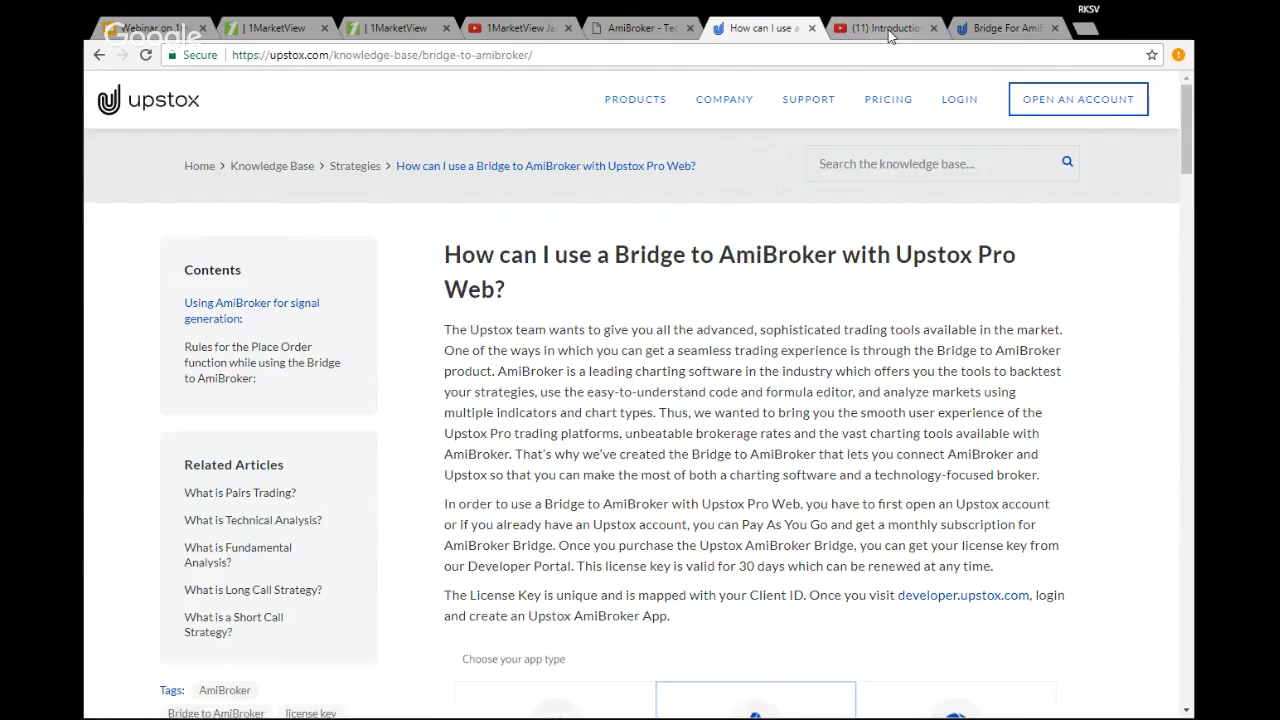 RKSV
Webinar on 1
| 1MarketView
| 1MarketView
1MarketView Ja
AmiBroker - Tec
How can I use a
(11) Introductio
Bridge For AmiB
Google
Secure
https://upstox.com/knowledge-base/bridge-to-amibroker/
upstox
PRODUCTS
COMPANY
SUPPORT
PRICING
LOGIN
OPEN AN ACCOUNT
Home > Knowledge Base > Strategies > How can I use a Bridge to AmiBroker with Upstox Pro Web?
Search the knowledge base...
Contents
Using AmiBroker for signal
generation:
Rules for the Place Order
function while using the Bridge
to AmiBroker:
Related Articles
What is Pairs Trading?
What is Technical Analysis?
What is Fundamental
Analysis?
What is Long Call Strategy?
What is a Short Call
Strategy?
Tags:
AmiBroker
Bridge to AmiBroker
license key
How can I use a Bridge to AmiBroker with Upstox Pro
Web?
The Upstox team wants to give you all the advanced, sophisticated trading tools available in the market.
One of the ways in which you can get a seamless trading experience is through the Bridge to AmiBroker
product. AmiBroker is a leading charting software in the industry which offers you the tools to backtest
your strategies, use the easy-to-understand code and formula editor, and analyze markets using
multiple indicators and chart types. Thus, we wanted to bring you the smooth user experience of the
Upstox Pro trading platforms, unbeatable brokerage rates and the vast charting tools available with
AmiBroker. That's why we've created the Bridge to AmiBroker that lets you connect AmiBroker and
Upstox so that you can make the most of both a charting software and a technology-focused broker.
In order to use a Bridge to AmiBroker with Upstox Pro Web, you have to first open an Upstox account
or if you already have an Upstox account, you can Pay As You Go and get a monthly subscription for
AmiBroker Bridge. Once you purchase the Upstox AmiBroker Bridge, you can get your license key from
our Developer Portal. This license key is valid for 30 days which can be renewed at any time.
The License Key is unique and is mapped with your Client ID. Once you visit developer.upstox.com, login
and create an Upstox AmiBroker App.
Choose your app type